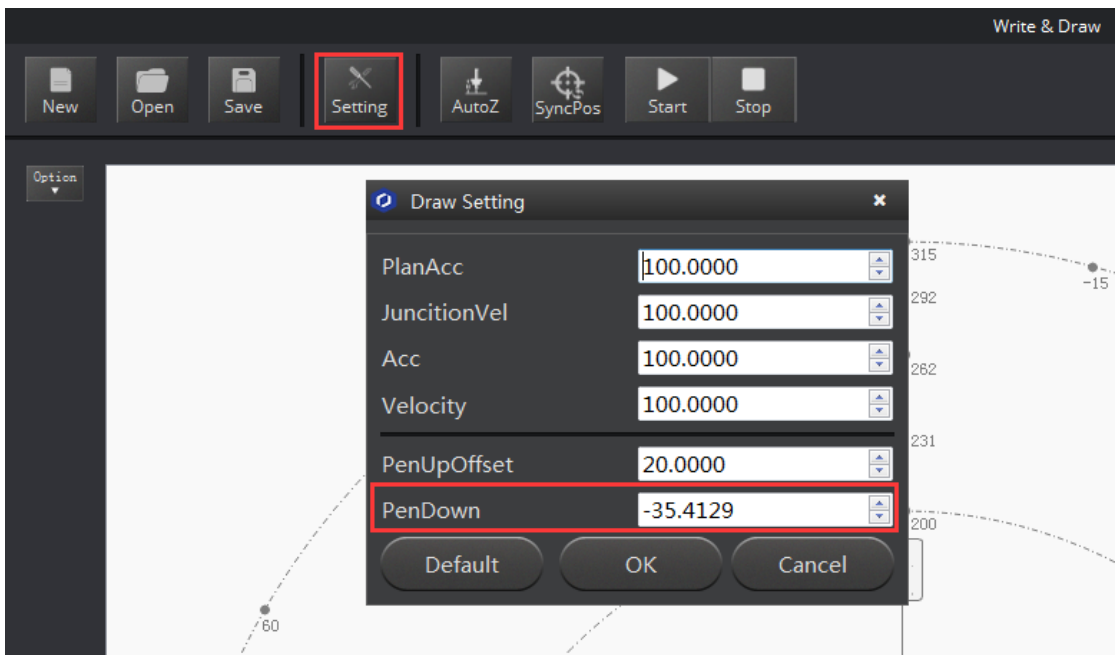 Write & Draw
New Open Save Setting AutoZ SyncPos Start Stop
Option
Draw Setting
PlanAcc 100.0000
JuncitionVel 100.0000
Acc 100.0000
Velocity 100.0000
PenUpOffset 20.0000
PenDown -35.4129
Default OK Cancel
315
-15
292
262
231
200
60